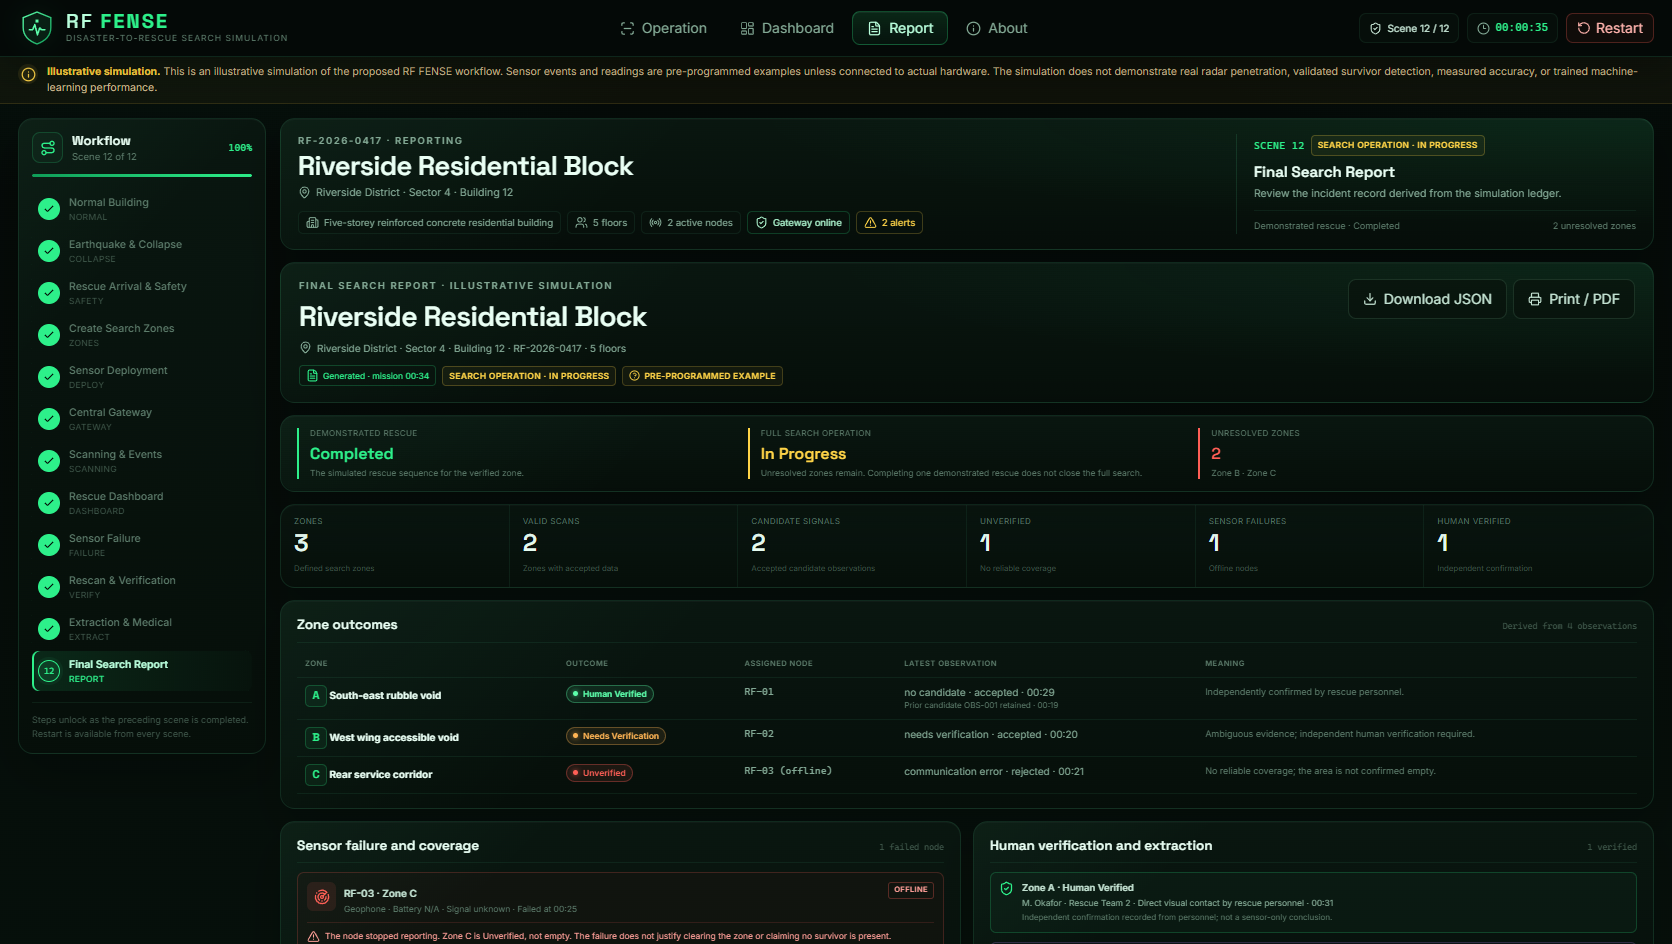 RF FENSE
DISASTER-TO-RESCUE SEARCH SIMULATION
Operation
Dashboard
Report
About
Scene 12 / 12
00:00:35
Restart
Illustrative simulation. This is an illustrative simulation of the proposed RF FENSE workflow. Sensor events and readings are pre-programmed examples unless connected to actual hardware. The simulation does not demonstrate real radar penetration, validated survivor detection, measured accuracy, or trained machine-
learning performance.
Workflow
Scene 12 of 12
100%
Normal Building
NORMAL
Earthquake & Collapse
COLLAPSE
Rescue Arrival & Safety
SAFETY
Create Search Zones
ZONES
Sensor Deployment
DEPLOY
Central Gateway
GATEWAY
Scanning & Events
SCANNING
Rescue Dashboard
DASHBOARD
Sensor Failure
FAILURE
Rescan & Verification
VERIFY
Extraction & Medical
EXTRACT
12
Final Search Report
REPORT
Steps unlock as the preceding scene is completed.
Restart is available from every scene.
RF-2026-0417 · REPORTING
Riverside Residential Block
Riverside District · Sector 4 · Building 12
Five-storey reinforced concrete residential building
5 floors
2 active nodes
Gateway online
2 alerts
SCENE 12
SEARCH OPERATION · IN PROGRESS
Final Search Report
Review the incident record derived from the simulation ledger.
Demonstrated rescue · Completed
2 unresolved zones
FINAL SEARCH REPORT · ILLUSTRATIVE SIMULATION
Riverside Residential Block
Riverside District · Sector 4 · Building 12 · RF-2026-0417 · 5 floors
Generated · mission 00:34
SEARCH OPERATION · IN PROGRESS
PRE-PROGRAMMED EXAMPLE
Download JSON
Print / PDF
DEMONSTRATED RESCUE
Completed
The simulated rescue sequence for the verified zone.
FULL SEARCH OPERATION
In Progress
Unresolved zones remain. Completing one demonstrated rescue does not close the full search.
UNRESOLVED ZONES
2
Zone B · Zone C
ZONES
3
Defined search zones
VALID SCANS
2
Zones with accepted data
CANDIDATE SIGNALS
2
Accepted candidate observations
UNVERIFIED
1
No reliable coverage
SENSOR FAILURES
1
Offline nodes
HUMAN VERIFIED
1
Independent confirmation
Zone outcomes
Derived from 4 observations
ZONE OUTCOME ASSIGNED NODE LATEST OBSERVATION MEANING
A South-east rubble void Human Verified RF-01 no candidate · accepted · 00:29 Independently confirmed by rescue personnel.
Prior candidate OBS-001 retained · 00:19
B West wing accessible void Needs Verification RF-02 needs verification · accepted · 00:20 Ambiguous evidence; independent human verification required.
C Rear service corridor Unverified RF-03 (offline) communication error · rejected · 00:21 No reliable coverage; the area is not confirmed empty.
Sensor failure and coverage
1 failed node
RF-03 · Zone C
OFFLINE
Geophone · Battery N/A · Signal unknown · Failed at 00:25
The node stopped reporting. Zone C is Unverified, not empty. The failure does not justify clearing the zone or claiming no survivor is present.
Human verification and extraction
1 verified
Zone A · Human Verified
M. Okafor · Rescue Team 2 · Direct visual contact by rescue personnel · 00:31
Independent confirmation recorded from personnel; not a sensor-only conclusion.